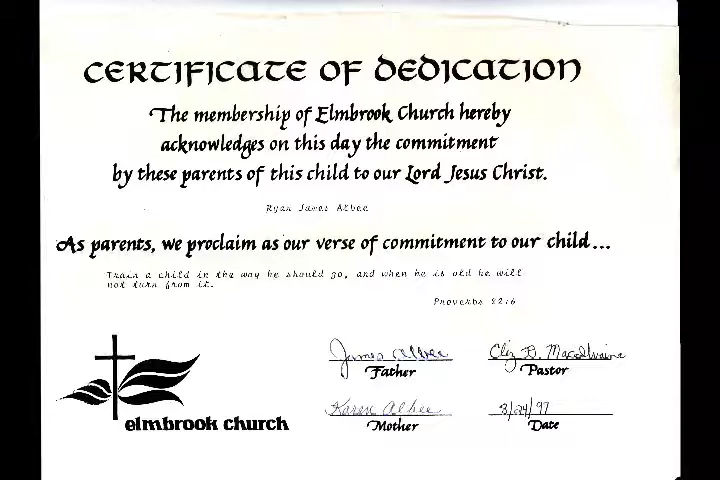 CERTIFICATE OF DEDICATION
The membership of Elmbrook Church hereby
acknowledges on this day the commitment
by these parents of this child to our Lord Jesus Christ.
Ryan James Albee
As parents, we proclaim as our verse of commitment to our child...
Train a child in the way he should go, and when he is old he will
not turn from it.
Proverbs 22:6
James Albee
Father
B.
Pastor
Karen Albee
Mother
3/24/97
Date
elmbrook church